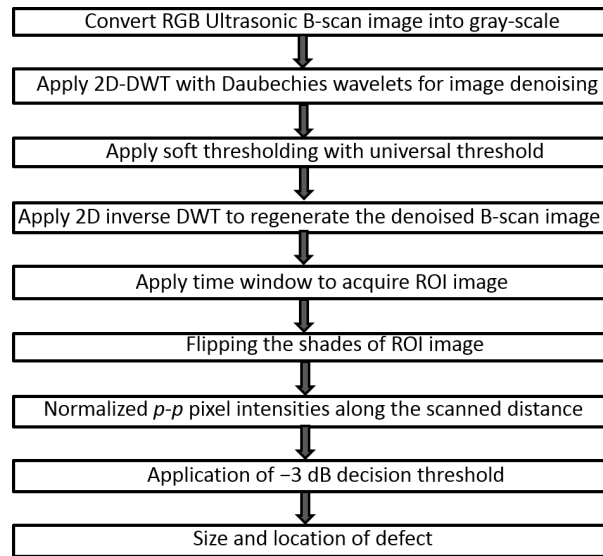 Convert RGB Ultrasonic B-scan image into gray-scale
Apply 2D-DWT with Daubechies wavelets for image denoising
Apply soft thresholding with universal threshold
Apply 2D inverse DWT to regenerate the denoised B-scan image
Apply time window to acquire ROI image
Flipping the shades of ROI image
Normalized p-p pixel intensities along the scanned distance
Application of −3 dB decision threshold
Size and location of defect